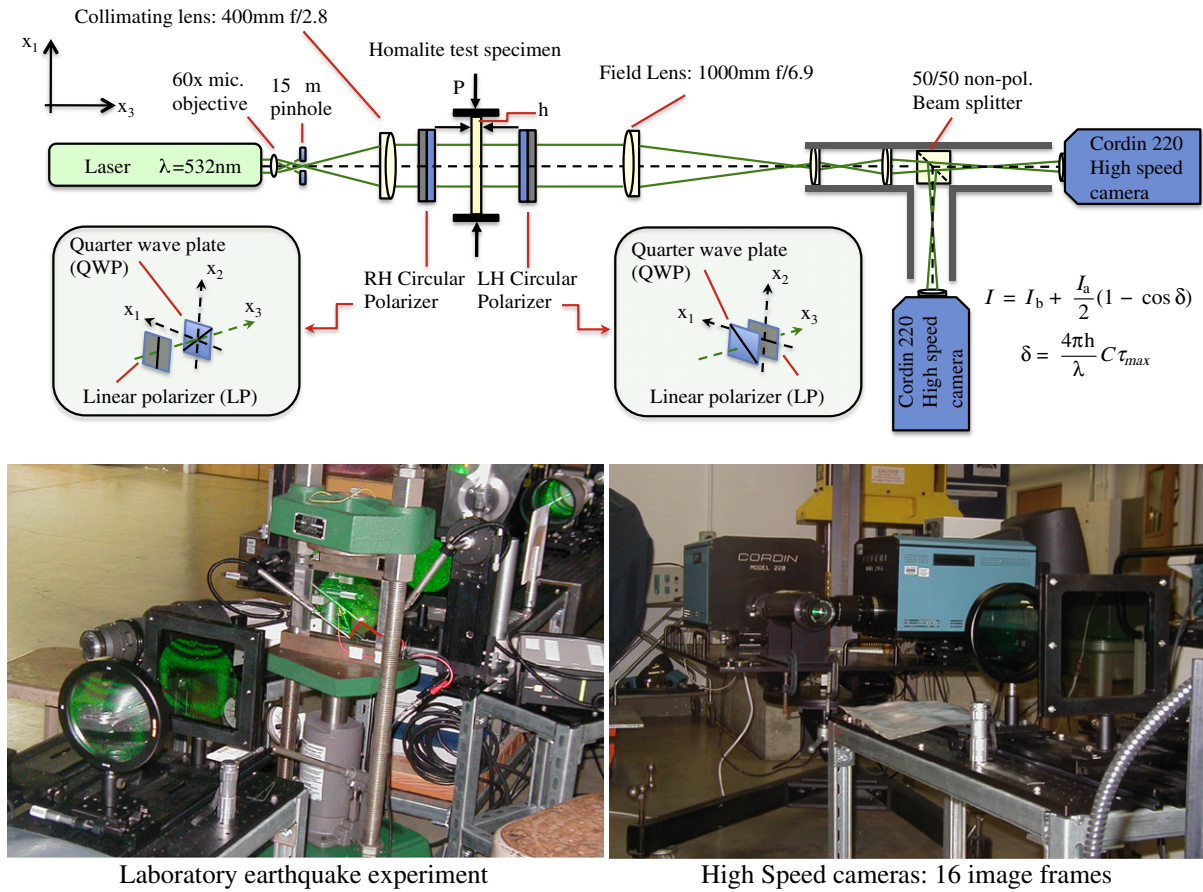 Collimating lens: 400mm f/2.8
x1
Homalite test specimen
60x mic.
objective
15 m
pinhole
P
h
Field Lens: 1000mm f/6.9
50/50 non-pol.
Beam splitter
x3
Laser λ=532nm
Cordin 220
High speed
camera
Quarter wave plate
(QWP)
x2
x1
x3
Linear polarizer (LP)
RH Circular
Polarizer
LH Circular
Polarizer
Quarter wave plate
(QWP)
x2
x1
x3
Linear polarizer (LP)
Cordin 220
High speed
camera
I = Ib + Ia/2 (1 − cos δ)
δ = 4πh/λ Cτmax
CORDIN
MODEL 220
CORDIN
CAUTION
Laboratory earthquake experiment
High Speed cameras: 16 image frames